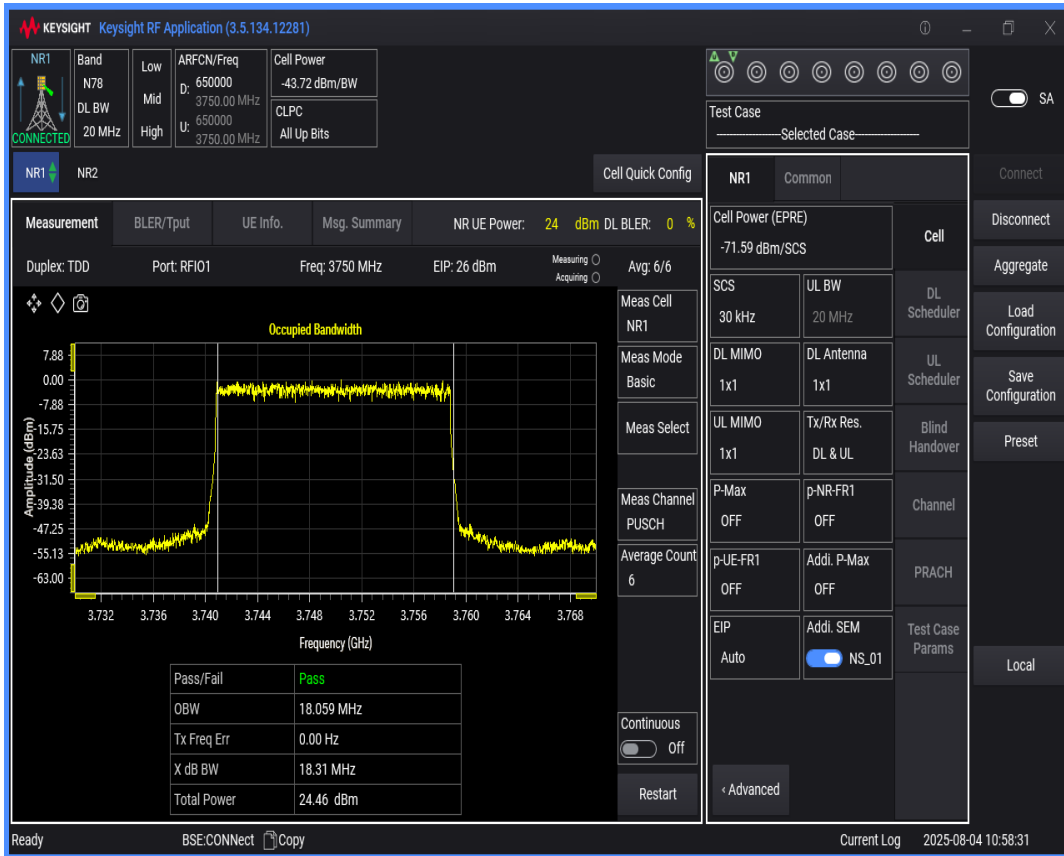 KEYSIGHT Keysight RF Application (3.5.134.12281)
NR1
CONNECTED
Band
N78
DL BW
20 MHz
Low
Mid
High
ARFCN/Freq
D: 650000
3750.00 MHz
U: 650000
3750.00 MHz
Cell Power
-43.72 dBm/BW
CLPC
All Up Bits
Test Case
----------------Selected Case----------------
SA
NR1
NR2
Cell Quick Config
Measurement
BLER/Tput
UE Info.
Msg. Summary
NR UE Power: 24 dBm DL BLER: 0 %
Duplex: TDD
Port: RFIO1
Freq: 3750 MHz
EIP: 26 dBm
Measuring
Acquiring
Avg: 6/6
Occupied Bandwidth
7.88
0.00
-7.88
-15.75
-23.63
-31.50
-39.38
-47.25
-55.13
-63.00
Amplitude (dBm)
3.732 3.736 3.740 3.744 3.748 3.752 3.756 3.760 3.764 3.768
Frequency (GHz)
Pass/Fail Pass
OBW 18.059 MHz
Tx Freq Err 0.00 Hz
X dB BW 18.31 MHz
Total Power 24.46 dBm
Meas Cell
NR1
Meas Mode
Basic
Meas Select
Meas Channel
PUSCH
Average Count
6
Continuous
Off
Restart
NR1
Common
Cell Power (EPRE)
-71.59 dBm/SCS
SCS
30 kHz
UL BW
20 MHz
DL MIMO
1x1
DL Antenna
1x1
UL MIMO
1x1
Tx/Rx Res.
DL & UL
P-Max
OFF
p-NR-FR1
OFF
p-UE-FR1
OFF
Addi. P-Max
OFF
EIP
Auto
Addi. SEM
NS_01
‹ Advanced
Cell
DL
Scheduler
UL
Scheduler
Blind
Handover
Channel
PRACH
Test Case
Params
Connect
Disconnect
Aggregate
Load
Configuration
Save
Configuration
Preset
Local
Ready
BSE:CONNect
Copy
Current Log
2025-08-04 10:58:31